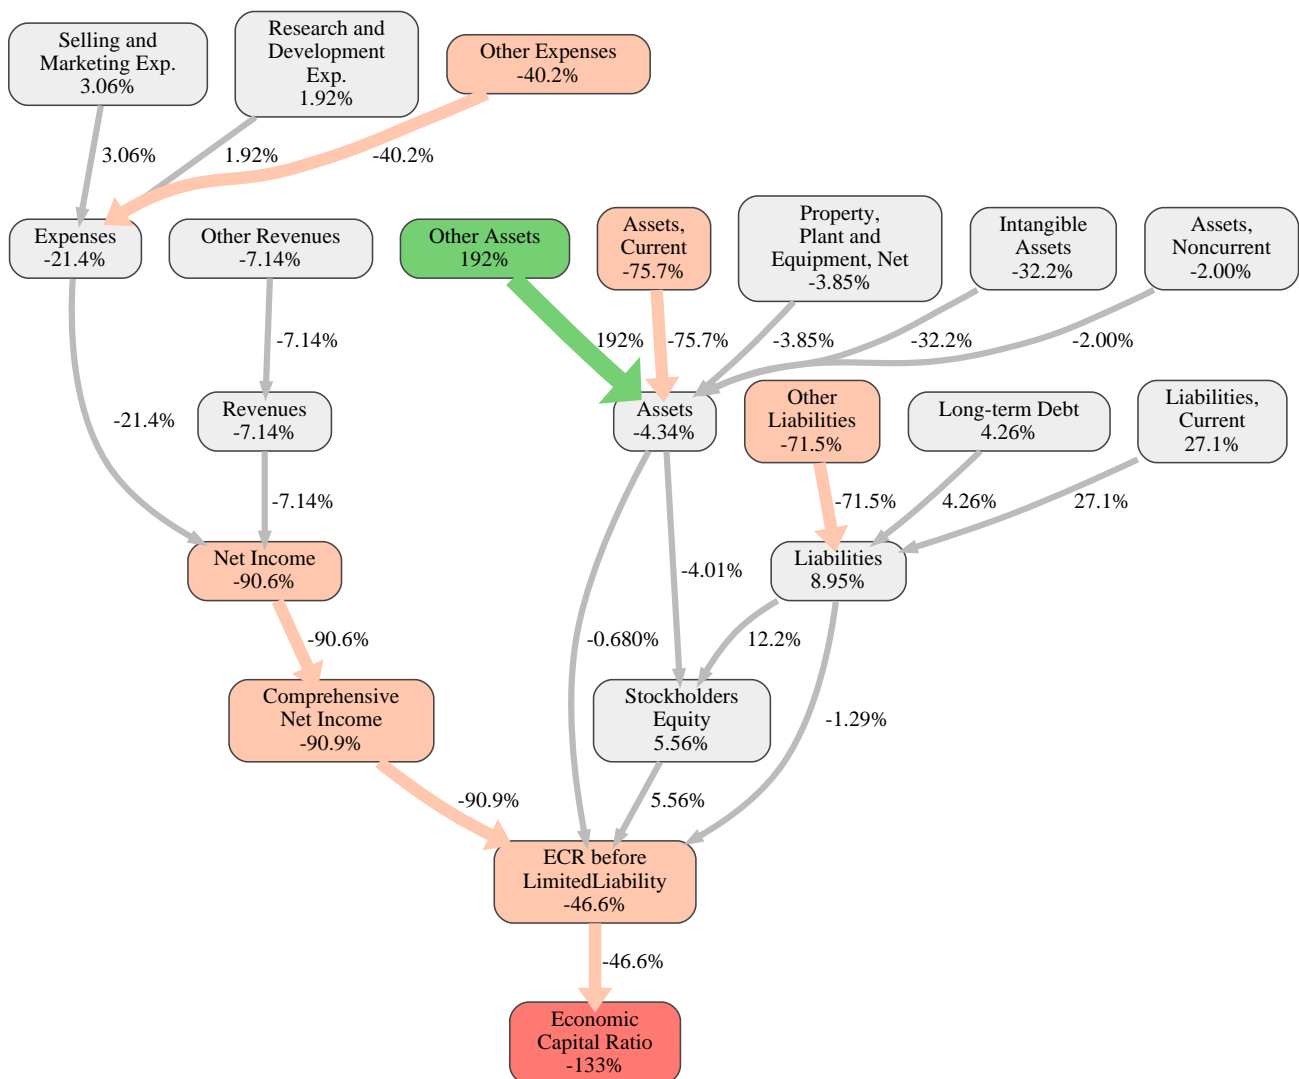 Selling and
Marketing Exp.
3.06%
Research and
Development
Exp.
1.92%
Other Expenses
-40.2%
3.06%
1.92%
-40.2%
Expenses
-21.4%
Other Revenues
-7.14%
Other Assets
192%
Assets,
Current
-75.7%
Property,
Plant and
Equipment, Net
-3.85%
Intangible
Assets
-32.2%
Assets,
Noncurrent
-2.00%
-7.14%
192%
-75.7%
-3.85%
-32.2%
-2.00%
-21.4%
Revenues
-7.14%
Assets
-4.34%
Other
Liabilities
-71.5%
Long-term Debt
4.26%
Liabilities,
Current
27.1%
-7.14%
-71.5%
4.26%
27.1%
Net Income
-90.6%
-4.01%
Liabilities
8.95%
-90.6%
-0.680%
12.2%
-1.29%
Comprehensive
Net Income
-90.9%
Stockholders
Equity
5.56%
-90.9%
5.56%
ECR before
LimitedLiability
-46.6%
-46.6%
Economic
Capital Ratio
-133%